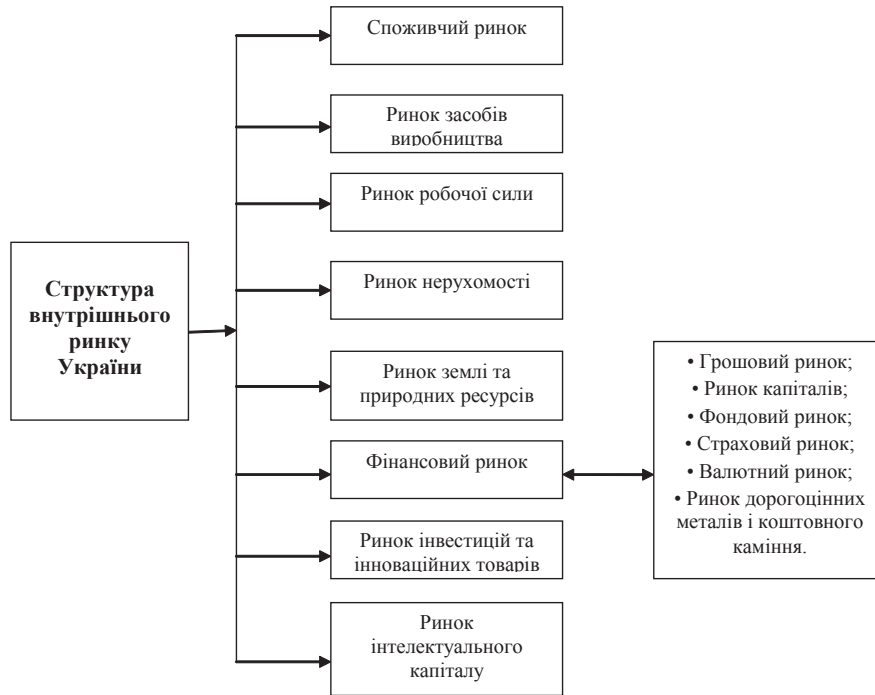 Структура
внутрішнього
ринку
України
Споживчий ринок
Ринок засобів
виробництва
Ринок робочої сили
Ринок нерухомості
Ринок землі та
природних ресурсів
Фінансовий ринок
Ринок інвестицій та
інноваційних товарів
Ринок
інтелектуального
капіталу
• Грошовий ринок;
• Ринок капіталів;
• Фондовий ринок;
• Страховий ринок;
• Валютний ринок;
• Ринок дорогоцінних
металів і коштовного
каміння.